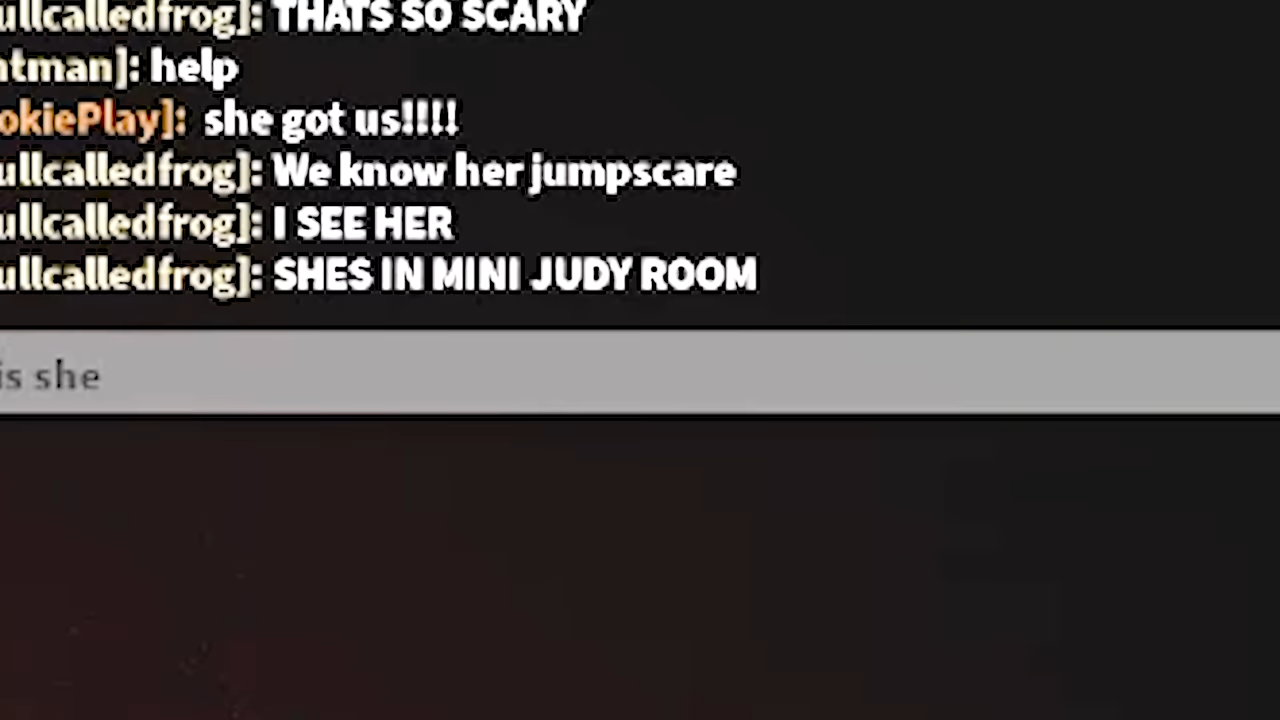 ullcalledfrog]: THATS SO SCARY
ntman]: help
okiePlay]: she got us!!!!
ullcalledfrog]: We know her jumpscare
ullcalledfrog]: I SEE HER
ullcalledfrog]: SHES IN MINI JUDY ROOM
is she